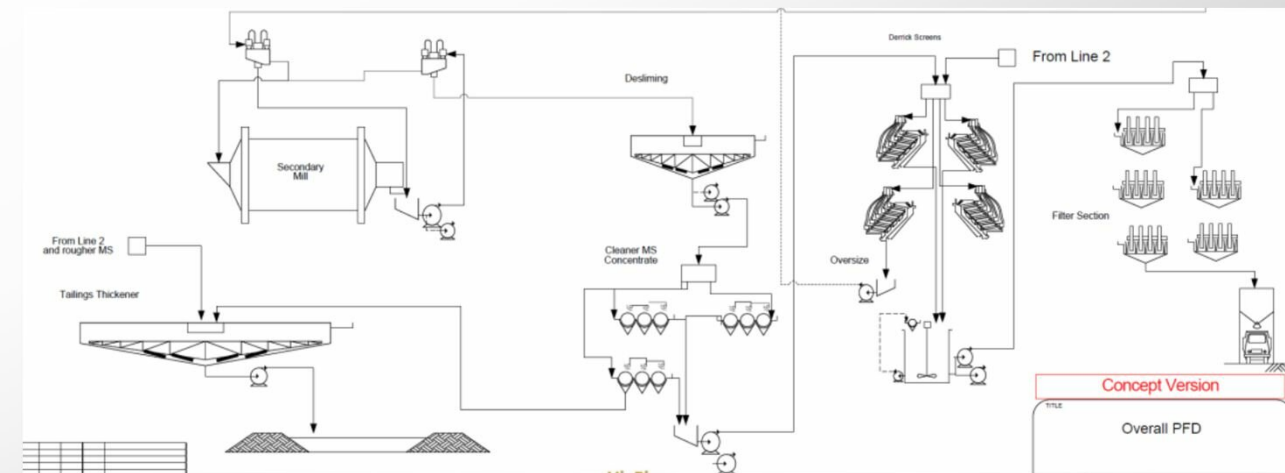 Derrick Screens
From Line 2
Desliming
Secondary
Mill
Filter Section
From Line 2
and rougher MS
Cleaner MS
Concentrate
Oversize
Tailings Thickener
Concept Version
TITLE
Overall PFD